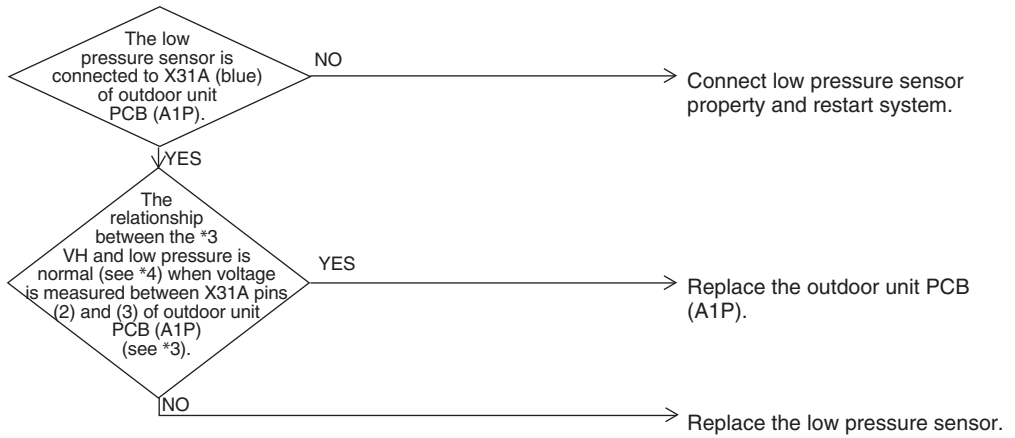 The low
pressure sensor is
connected to X31A (blue)
of outdoor unit
PCB (A1P).
NO
Connect low pressure sensor
property and restart system.
YES
The
relationship
between the *3
VH and low pressure is
normal (see *4) when voltage
is measured between X31A pins
(2) and (3) of outdoor unit
PCB (A1P)
(see *3).
YES
Replace the outdoor unit PCB
(A1P).
NO
Replace the low pressure sensor.